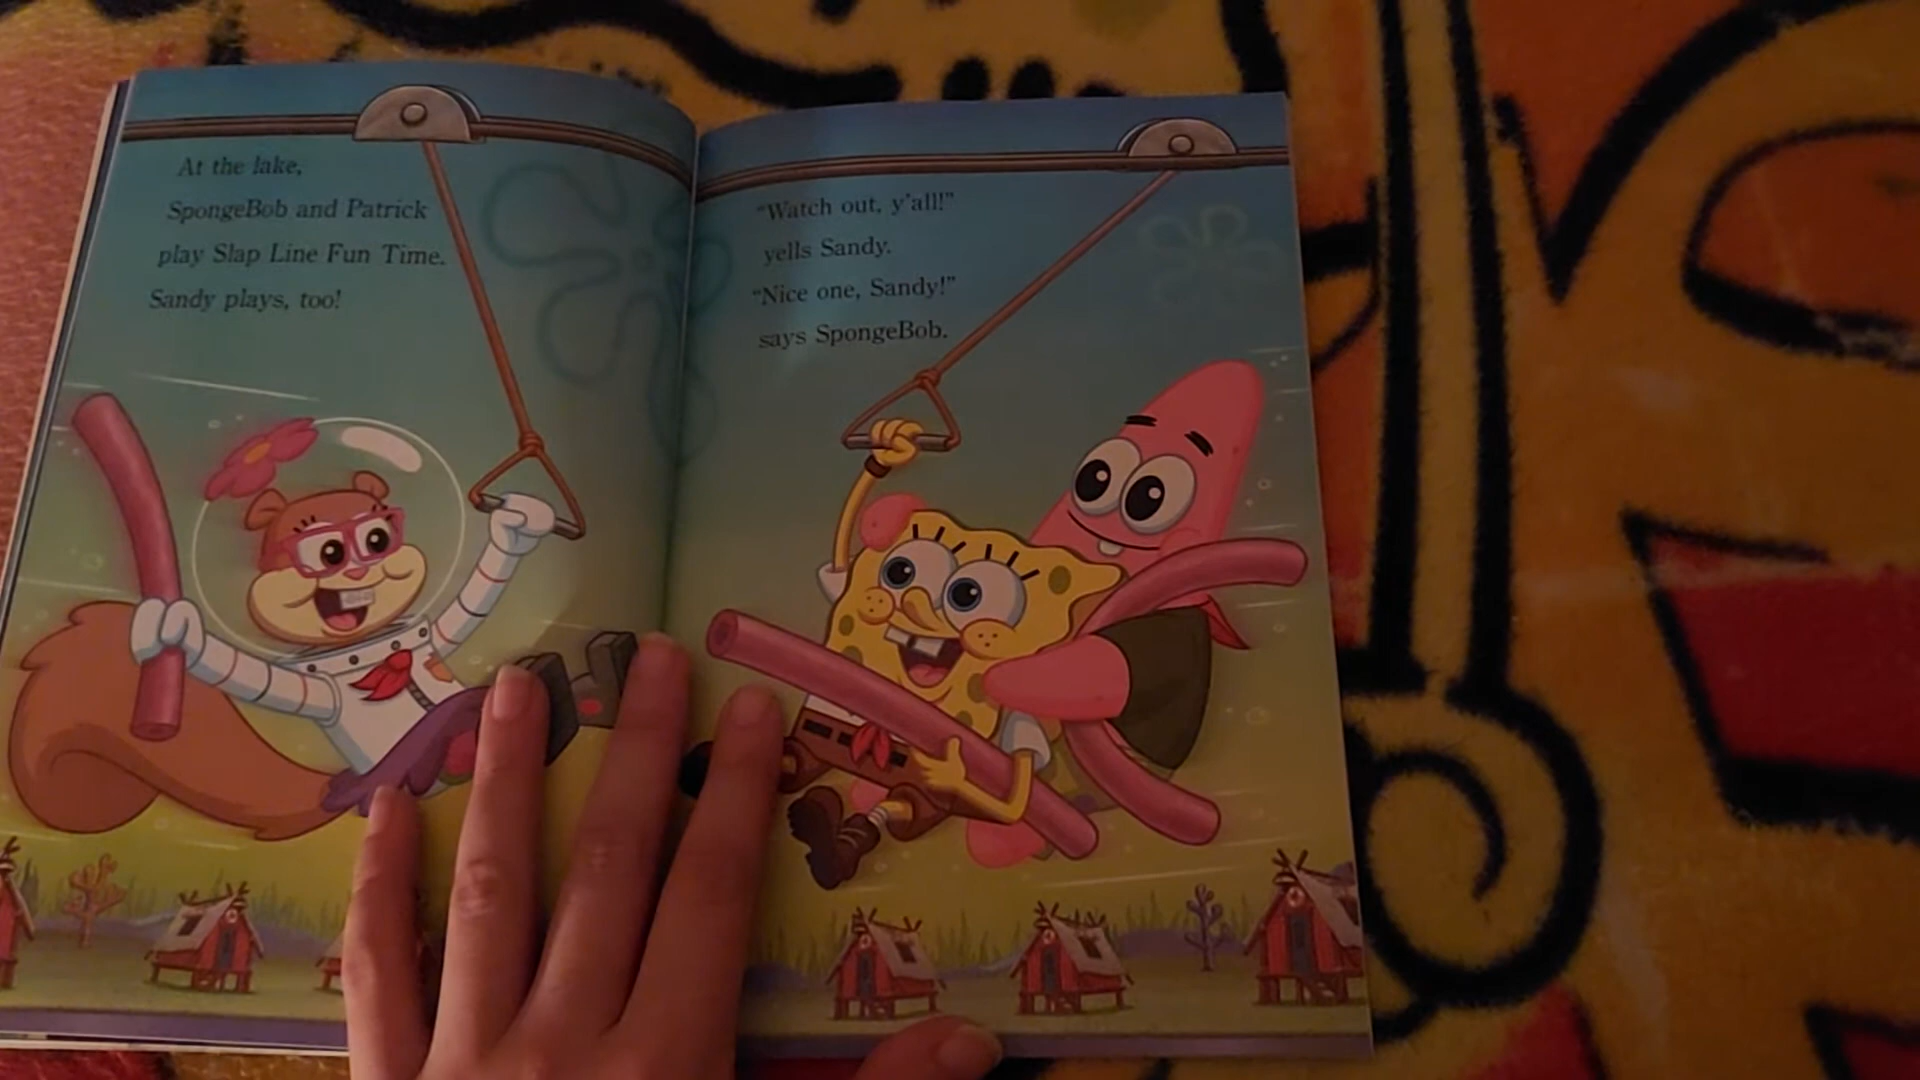 At the lake,
SpongeBob and Patrick
play Slap Line Fun Time.
Sandy plays, too!
“Watch out, y’all!”
yells Sandy.
“Nice one, Sandy!”
says SpongeBob.